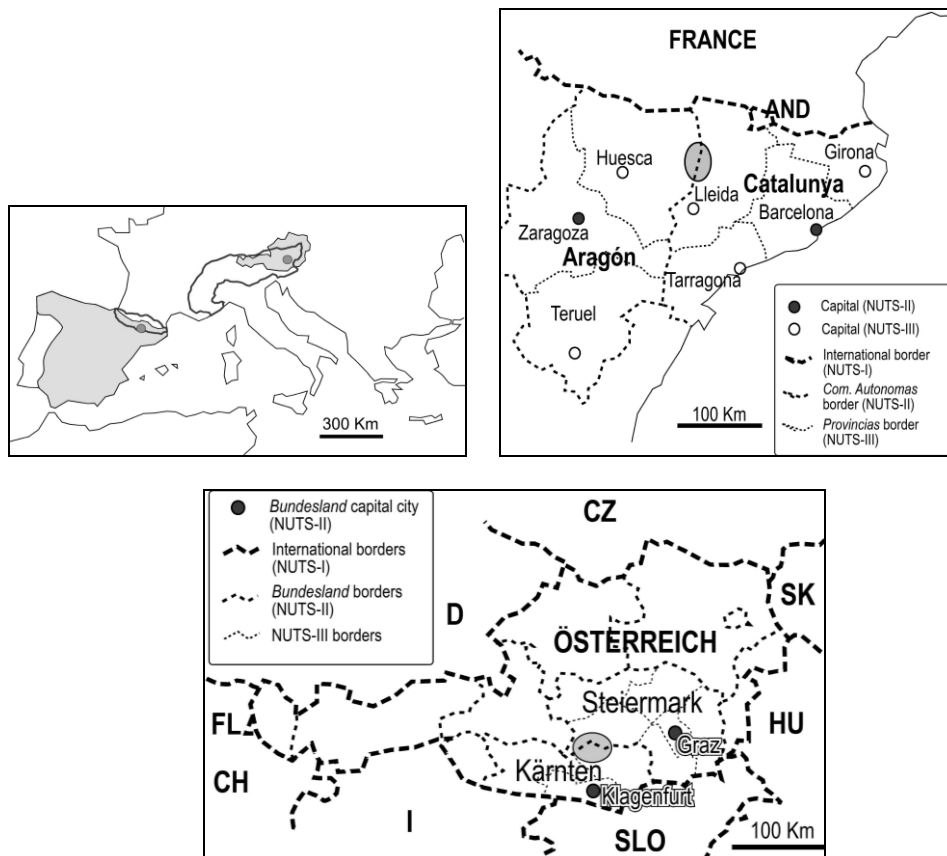 300 Km
FRANCE
AND
Girona
Huesca
Catalunya
Lleida
Barcelona
Zaragoza
Aragón
Tarragona
Teruel
100 Km
Capital (NUTS-II)
Capital (NUTS-III)
International border
(NUTS-I)
Com. Autonomas
border (NUTS-II)
Provincias border
(NUTS-III)
Bundesland capital city
(NUTS-II)
International borders
(NUTS-I)
Bundesland borders
(NUTS-II)
NUTS-III borders
CZ
SK
D
ÖSTERREICH
Steiermark
FL
HU
Graz
CH
Kärnten
Klagenfurt
I
SLO
100 Km